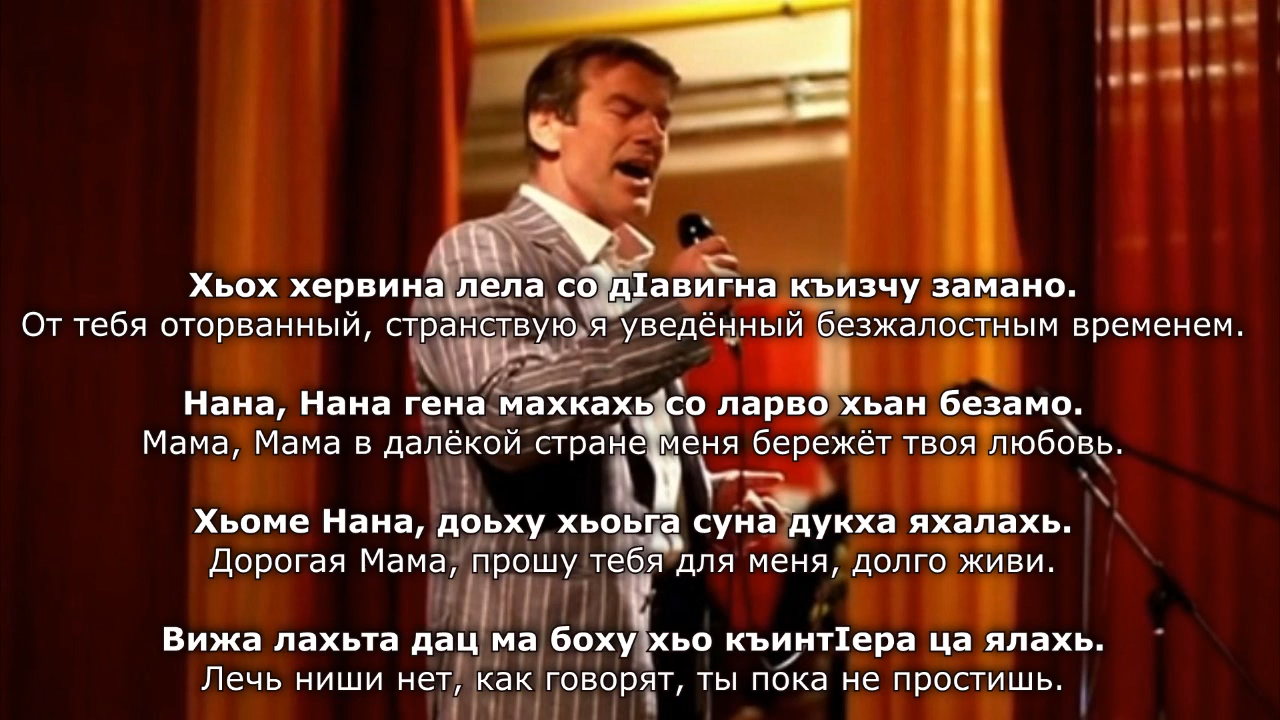 Хьох хервина лела со дIавигна къизчу замано.
От тебя оторванный, странствую я уведённый безжалостным временем.
Нана, Нана гена махкахь со ларво хьан безамо.
Мама, Мама в далёкой стране меня бережёт твоя любовь.
Хьоме Нана, доьху хьоьга суна дукха яхалахь.
Дорогая Мама, прошу тебя для меня, долго живи.
Вижа лахьта дац ма боху хьо къинтIера ца ялахь.
Лечь ниши нет, как говорят, ты пока не простишь.